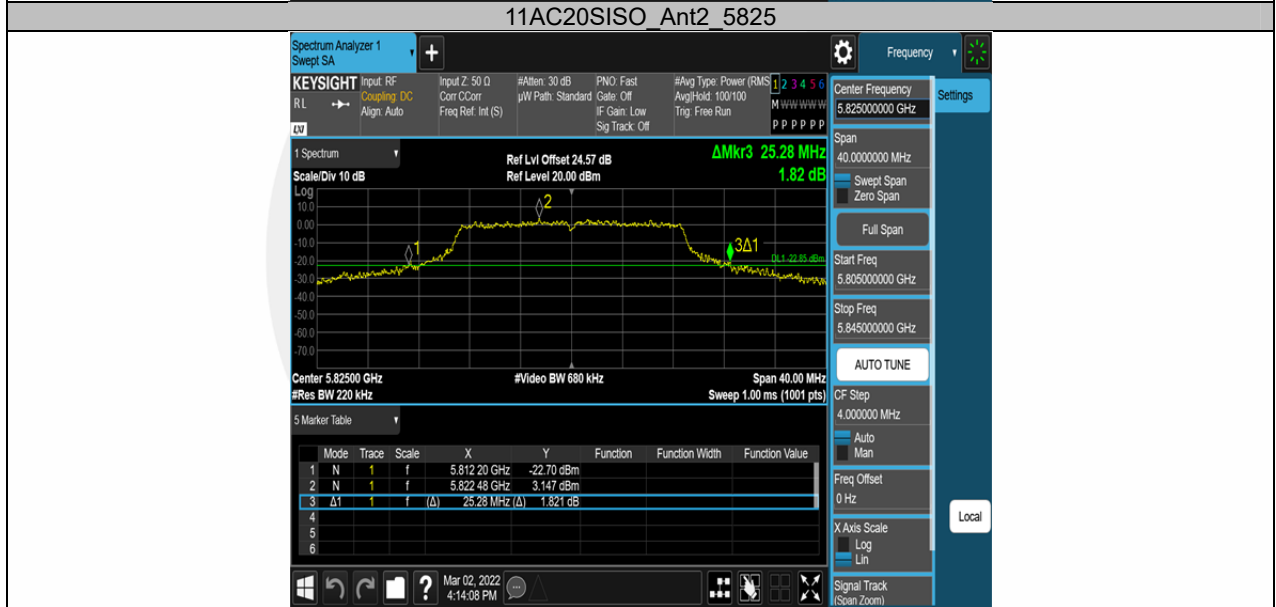 11AC20SISO_Ant2_5825
Spectrum Analyzer 1
Swept SA
+
Frequency
KEYSIGHT Input: RF Input Z: 50 Ω #Atten: 30 dB PNO: Fast #Avg Type: Power (RMS 1 2 3 4 5 6
RL Coupling: DC Corr CCorr µW Path: Standard Gate: Off Avg|Hold: 100/100 M W W W W W
Align: Auto Freq Ref: Int (S) IF Gain: Low Trig: Free Run
LXI Sig Track: Off P P P P P P
1 Spectrum
Ref Lvl Offset 24.57 dB
ΔMkr3 25.28 MHz
Scale/Div 10 dB Ref Level 20.00 dBm 1.82 dB
Log
10.0
0.00
-10.0
-20.0
-30.0
-40.0
-50.0
-60.0
-70.0
1
2
3Δ1
DL1 -22.85 dBm
Center 5.82500 GHz #Video BW 680 kHz Span 40.00 MHz
#Res BW 220 kHz Sweep 1.00 ms (1001 pts)
5 Marker Table
Mode Trace Scale X Y Function Function Width Function Value
1 N 1 f 5.812 20 GHz -22.70 dBm
2 N 1 f 5.822 48 GHz 3.147 dBm
3 Δ1 1 f (Δ) 25.28 MHz (Δ) 1.821 dB
4
5
6
Mar 02, 2022
4:14:08 PM
?
Center Frequency
5.825000000 GHz
Settings
Span
40.0000000 MHz
Swept Span
Zero Span
Full Span
Start Freq
5.805000000 GHz
Stop Freq
5.845000000 GHz
AUTO TUNE
CF Step
4.000000 MHz
Auto
Man
Freq Offset
0 Hz
Local
X Axis Scale
Log
Lin
Signal Track
(Span Zoom)